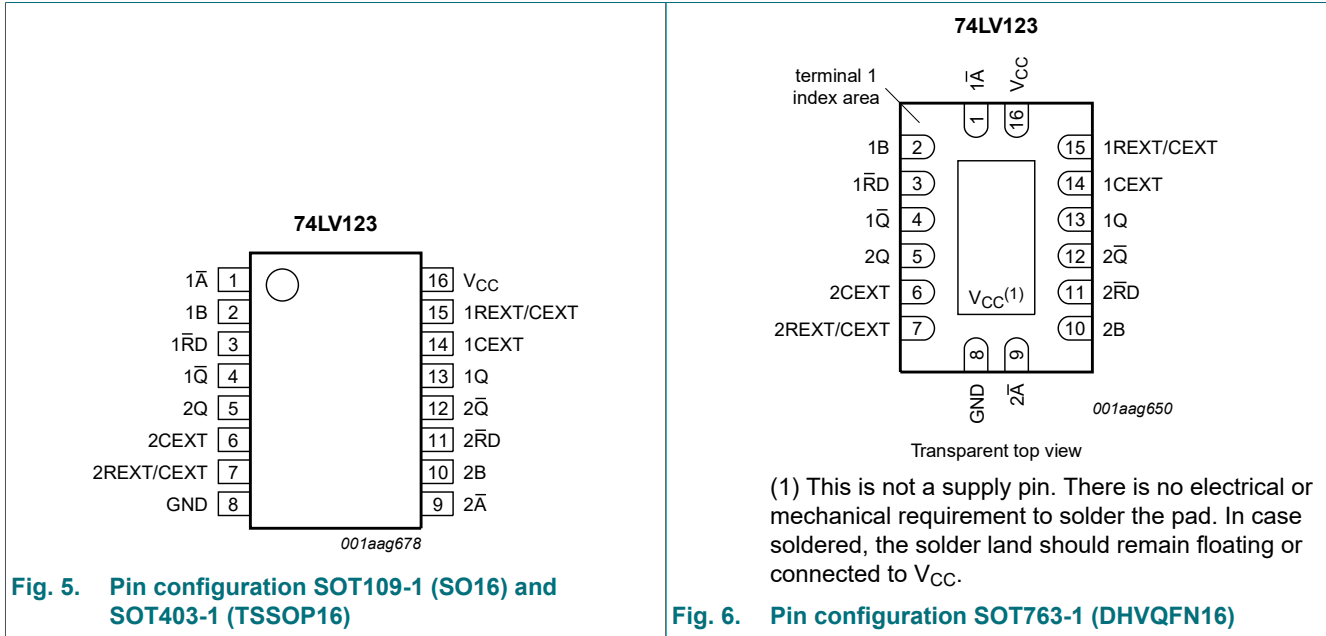 74LV123
1A̅ 1
1B 2
1R̅D 3
1Q̅ 4
2Q 5
2CEXT 6
2REXT/CEXT 7
GND 8
16 VCC
15 1REXT/CEXT
14 1CEXT
13 1Q
12 2Q̅
11 2R̅D
10 2B
9 2A̅
001aag678
Fig. 5. Pin configuration SOT109-1 (SO16) and
SOT403-1 (TSSOP16)
74LV123
terminal 1
index area
1A̅
VCC
1
16
1B 2
1R̅D 3
1Q̅ 4
2Q 5
2CEXT 6
2REXT/CEXT 7
15 1REXT/CEXT
14 1CEXT
13 1Q
12 2Q̅
11 2R̅D
10 2B
VCC(1)
8
9
GND
2A̅
001aag650
Transparent top view
(1) This is not a supply pin. There is no electrical or
mechanical requirement to solder the pad. In case
soldered, the solder land should remain floating or
connected to VCC.
Fig. 6. Pin configuration SOT763-1 (DHVQFN16)